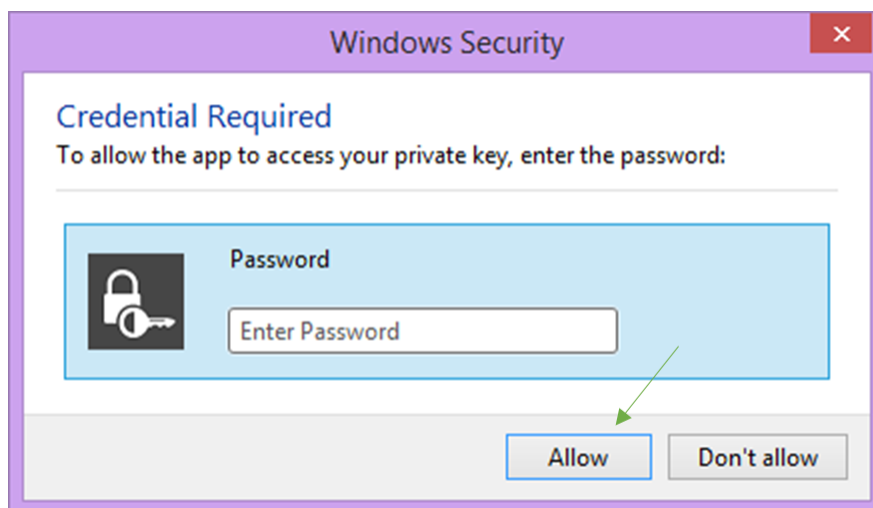 Windows Security
Credential Required
To allow the app to access your private key, enter the password:
Password
Enter Password
Allow
Don't allow